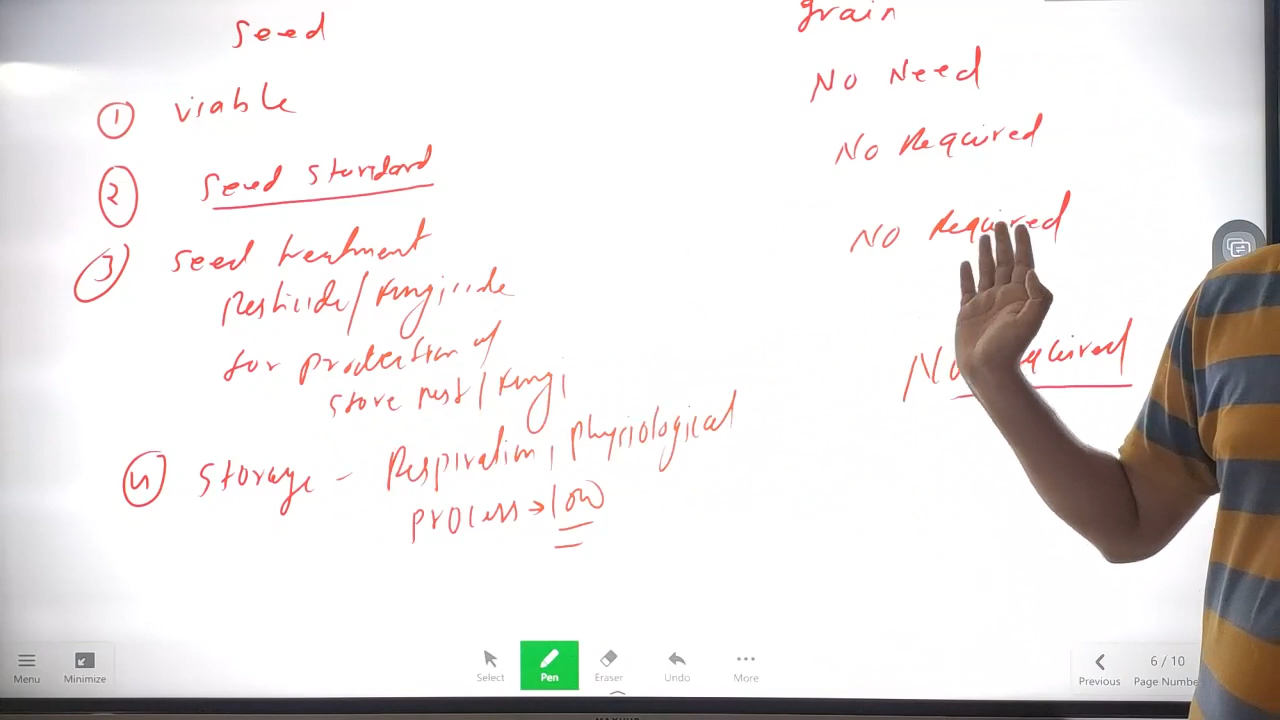 Seed
grain
① viable
No Need
② Seed standard
No Required
③ Seed treatment
No Required
Pesticide/Fungicide
for protection of
store pest/Fungi
No Required
④ Storage - Respiration, physiological
process → low
Menu
Minimize
Select
Pen
Eraser
Undo
More
Previous
6 / 10
Page Numbe